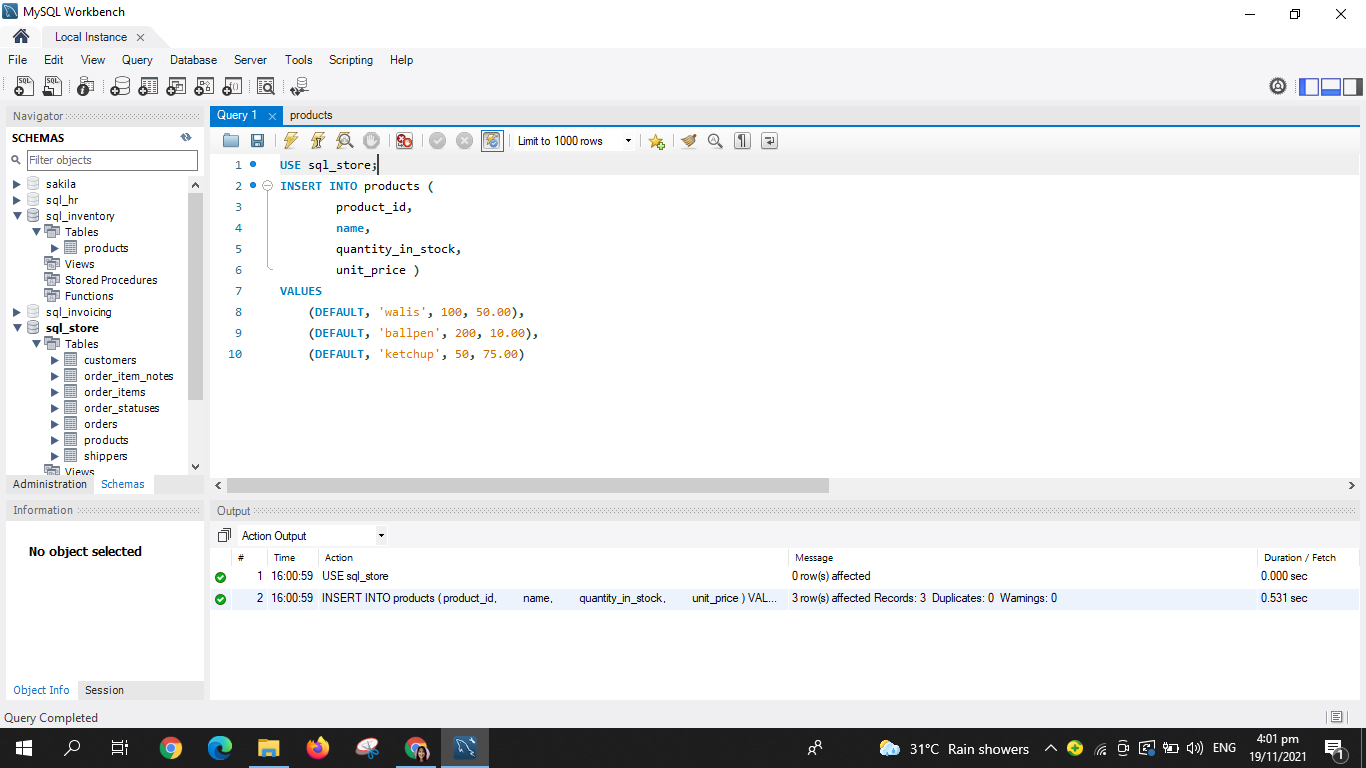 MySQL Workbench
Local Instance
File Edit View Query Database Server Tools Scripting Help
Navigator
SCHEMAS
Filter objects
sakila
sql_hr
sql_inventory
Tables
products
Views
Stored Procedures
Functions
sql_invoicing
sql_store
Tables
customers
order_item_notes
order_items
order_statuses
orders
products
shippers
Views
Administration Schemas
Information
No object selected
Object Info Session
Query 1 products
Limit to 1000 rows
1 USE sql_store;
2 INSERT INTO products (
3 product_id,
4 name,
5 quantity_in_stock,
6 unit_price )
7 VALUES
8 (DEFAULT, 'walis', 100, 50.00),
9 (DEFAULT, 'ballpen', 200, 10.00),
10 (DEFAULT, 'ketchup', 50, 75.00)
Output
Action Output
# Time Action Message Duration / Fetch
1 16:00:59 USE sql_store 0 row(s) affected 0.000 sec
2 16:00:59 INSERT INTO products ( product_id, name, quantity_in_stock, unit_price ) VAL... 3 row(s) affected Records: 3 Duplicates: 0 Warnings: 0 0.531 sec
Query Completed
31°C Rain showers ENG 4:01 pm
19/11/2021
1